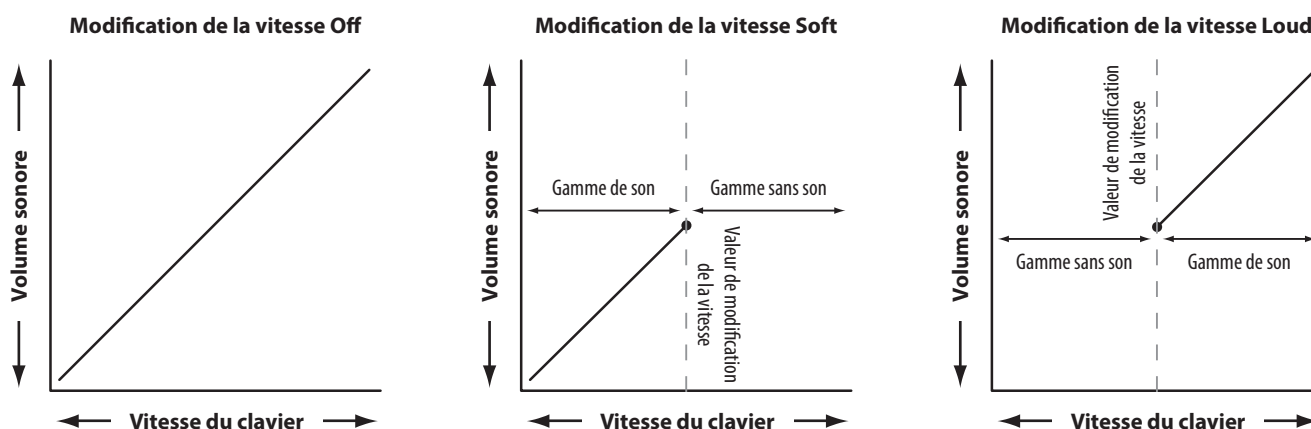 Modification de la vitesse Off
Volume sonore
Vitesse du clavier
Modification de la vitesse Soft
Volume sonore
Gamme de son
Gamme sans son
Valeur de modification
de la vitesse
Vitesse du clavier
Modification de la vitesse Loud
Volume sonore
Valeur de modification
de la vitesse
Gamme sans son
Gamme de son
Vitesse du clavier